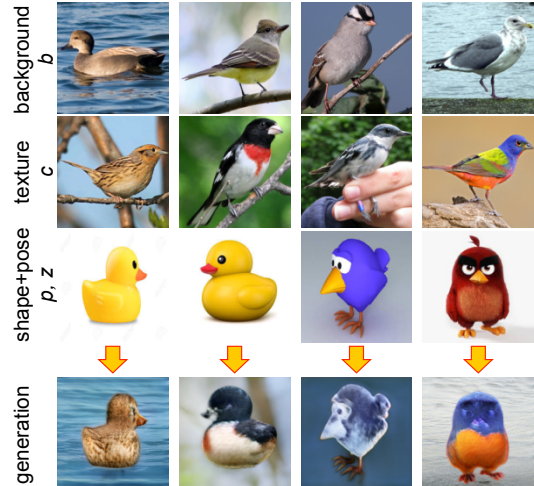 background
b
texture
c
shape+pose
p, z
generation